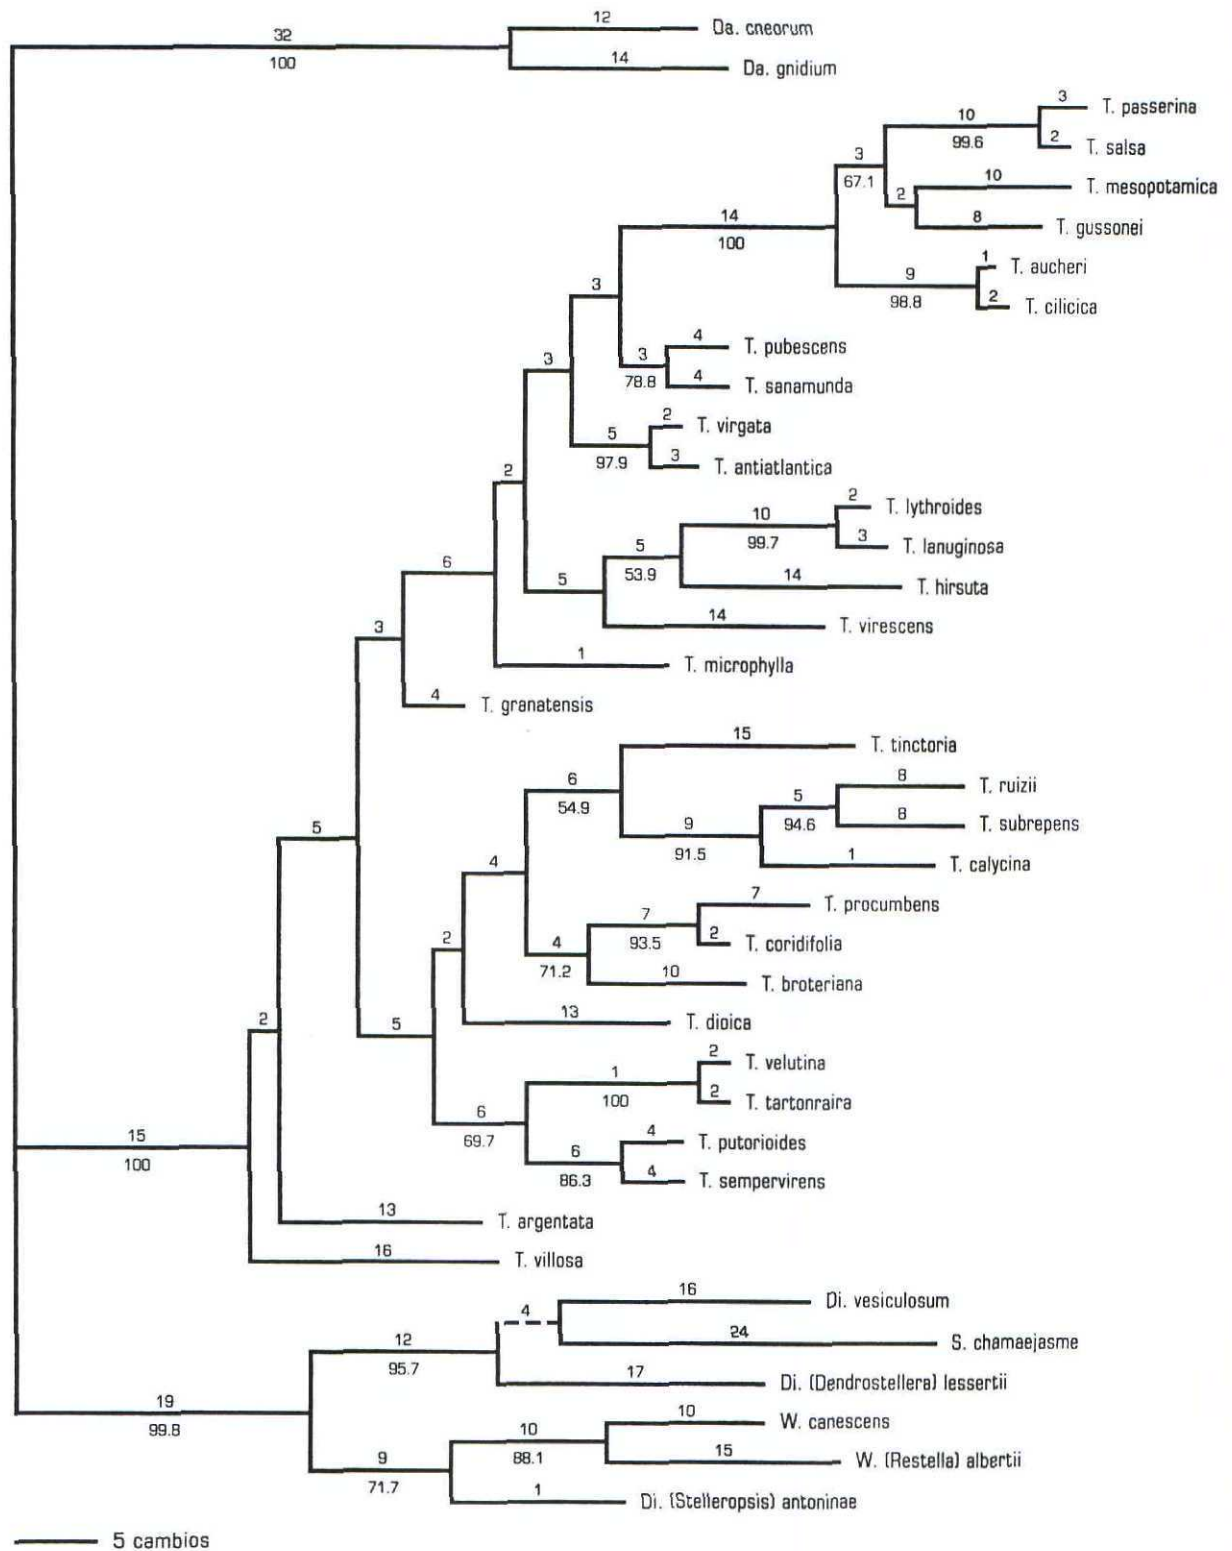 12
Da. cneorum
32
100
14
Da. gnidium
3
T. passerina
10
99.6
2
T. salsa
3
67.1
10
T. mesopotamica
2
8
T. gussonei
14
100
1
T. aucheri
9
98.8
2
T. cilicica
3
4
T. pubescens
3
78.8
4
T. sanamunda
3
2
T. virgata
5
97.9
3
T. antiatlantica
2
2
T. lythroides
10
99.7
3
T. lanuginosa
5
53.9
14
T. hirsuta
6
5
14
T. virescens
3
1
T. microphylla
4
T. granatensis
15
T. tinctoria
6
54.9
8
T. ruizii
5
94.6
8
T. subrepens
9
91.5
1
T. calycina
5
4
7
T. procumbens
7
93.5
2
T. coridifolia
4
71.2
10
T. broteriana
2
13
T. dioica
2
5
2
T. velutina
1
100
2
T. tartonraira
6
69.7
4
T. putorioides
6
86.3
4
T. sempervirens
15
100
13
T. argentata
16
T. villosa
16
Di. vesiculosum
4
24
S. chamaejasme
12
95.7
17
Di. (Dendrostellera) lessertii
19
99.8
10
W. canescens
10
88.1
15
W. (Restella) albertii
9
71.7
1
Di. (Stelleropsis) antoninae
5 cambios